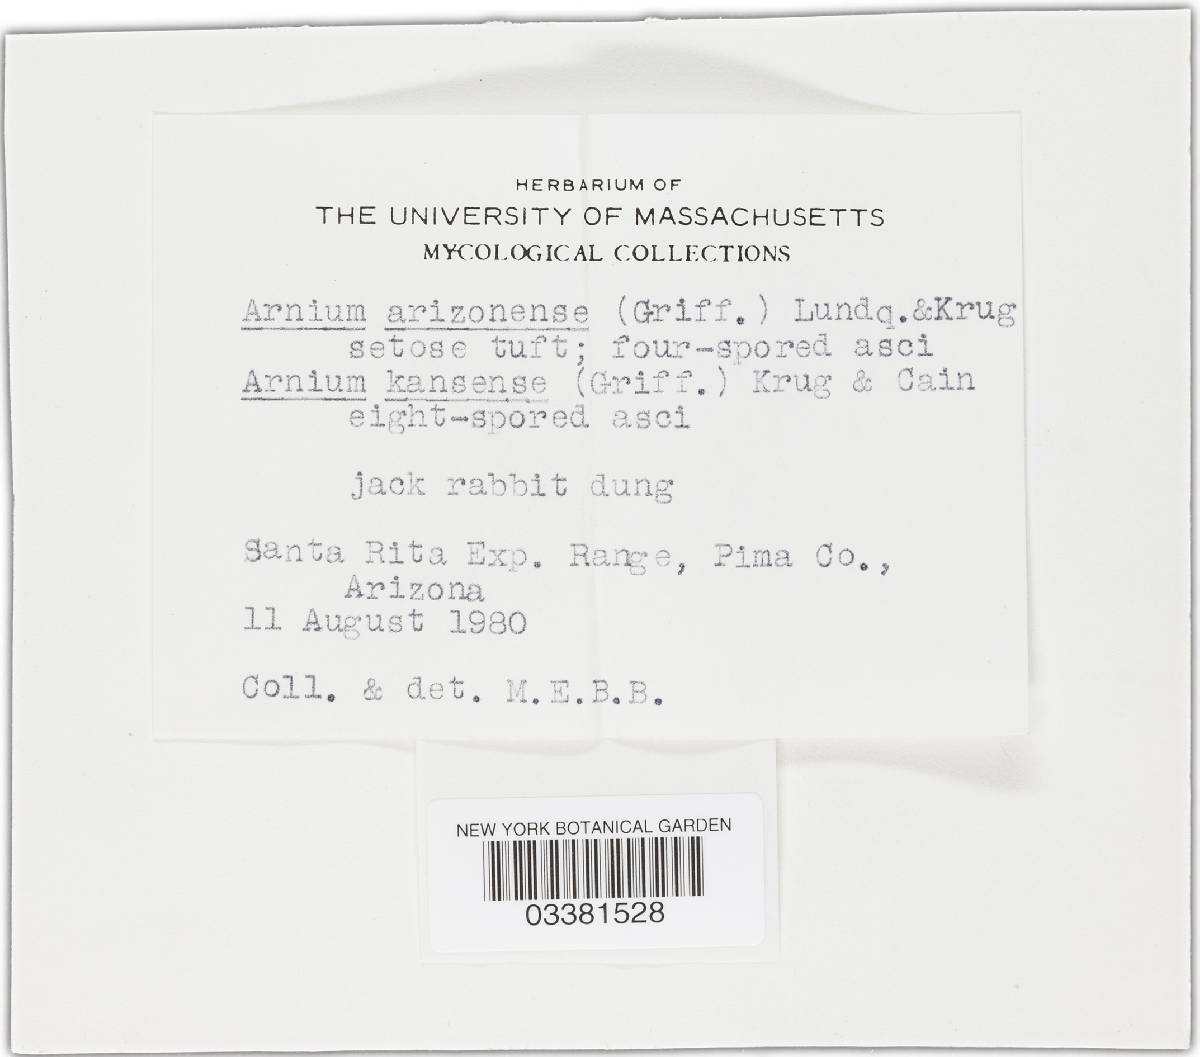 HERBARIUM OF
THE UNIVERSITY OF MASSACHUSETTS
MYCOLOGICAL COLLECTIONS
Arnium arizonense (Griff.) Lundq.&Krug
setose tuft; four-spored asci
Arnium kansense (Griff.) Krug & Cain
eight-spored asci
jack rabbit dung
Santa Rita Exp. Range, Pima Co.,
Arizona
11 August 1980
Coll. & det. M.E.B.B.
NEW YORK BOTANICAL GARDEN
03381528